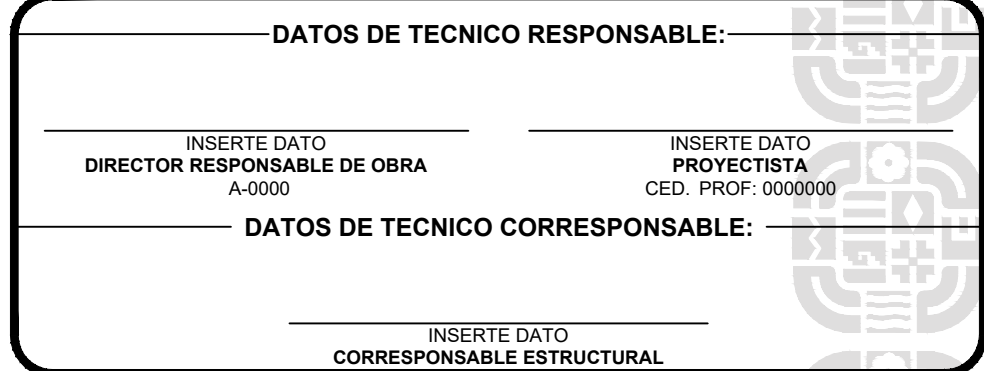 DATOS DE TECNICO RESPONSABLE:
INSERTE DATO
DIRECTOR RESPONSABLE DE OBRA
A-0000
INSERTE DATO
PROYECTISTA
CED. PROF: 0000000
DATOS DE TECNICO CORRESPONSABLE:
INSERTE DATO
CORRESPONSABLE ESTRUCTURAL